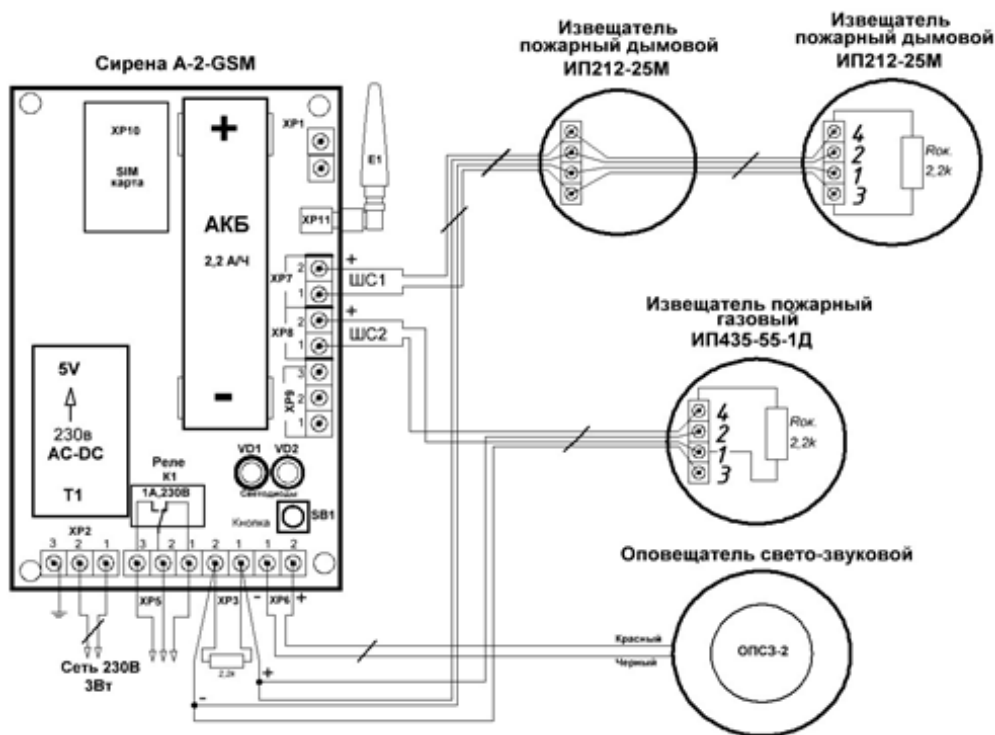 Сирена А-2-GSM
Извещатель
пожарный дымовой
ИП212-25М
Извещатель
пожарный дымовой
ИП212-25М
XP10
SIM
карта
+
АКБ
2,2 А/Ч
-
XP1
E1
XP11
4
2
1
3
Rок.
2,2k
XP7
2
1
+
ШС1
XP8
2
1
+
ШС2
XP9
3
2
1
Извещатель пожарный
газовый
ИП435-55-1Д
4
2
1
3
Rок.
2,2k
5V
230в
AC-DC
T1
Реле
К1
1А,230В
VD1
VD2
Светодиоды
Кнопка
SB1
XP2
3
2
1
3
2
1
2
1
1
2
XP5
XP3
-
XP6
+
Сеть 230В
3Вт
2,2k
+
-
Оповещатель свето-звуковой
Красный
Черный
ОПСЗ-2